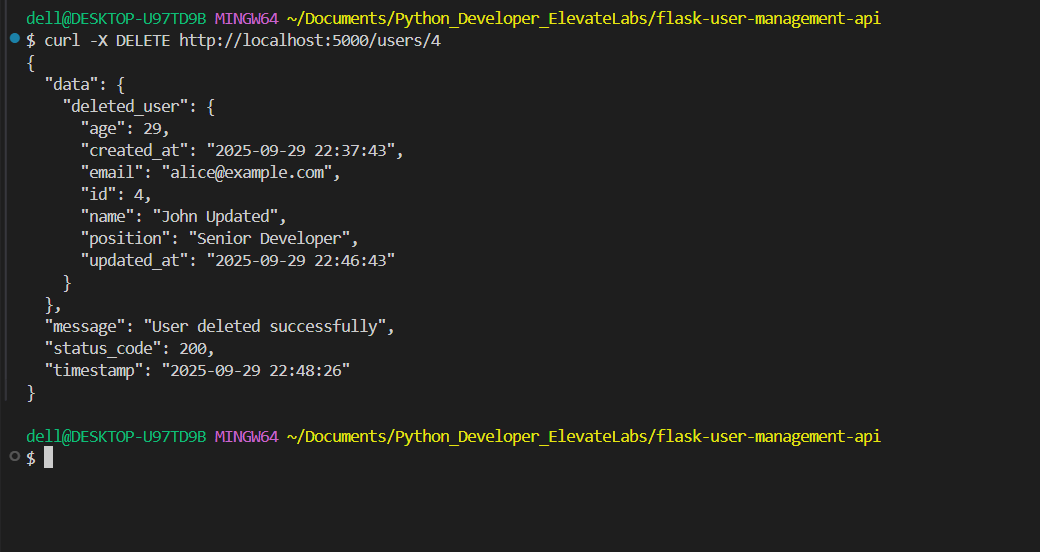 dell@DESKTOP-U97TD9B MINGW64 ~/Documents/Python_Developer_ElevateLabs/flask-user-management-api
$ curl -X DELETE http://localhost:5000/users/4
{
  "data": {
    "deleted_user": {
      "age": 29,
      "created_at": "2025-09-29 22:37:43",
      "email": "alice@example.com",
      "id": 4,
      "name": "John Updated",
      "position": "Senior Developer",
      "updated_at": "2025-09-29 22:46:43"
    }
  },
  "message": "User deleted successfully",
  "status_code": 200,
  "timestamp": "2025-09-29 22:48:26"
}
dell@DESKTOP-U97TD9B MINGW64 ~/Documents/Python_Developer_ElevateLabs/flask-user-management-api
$